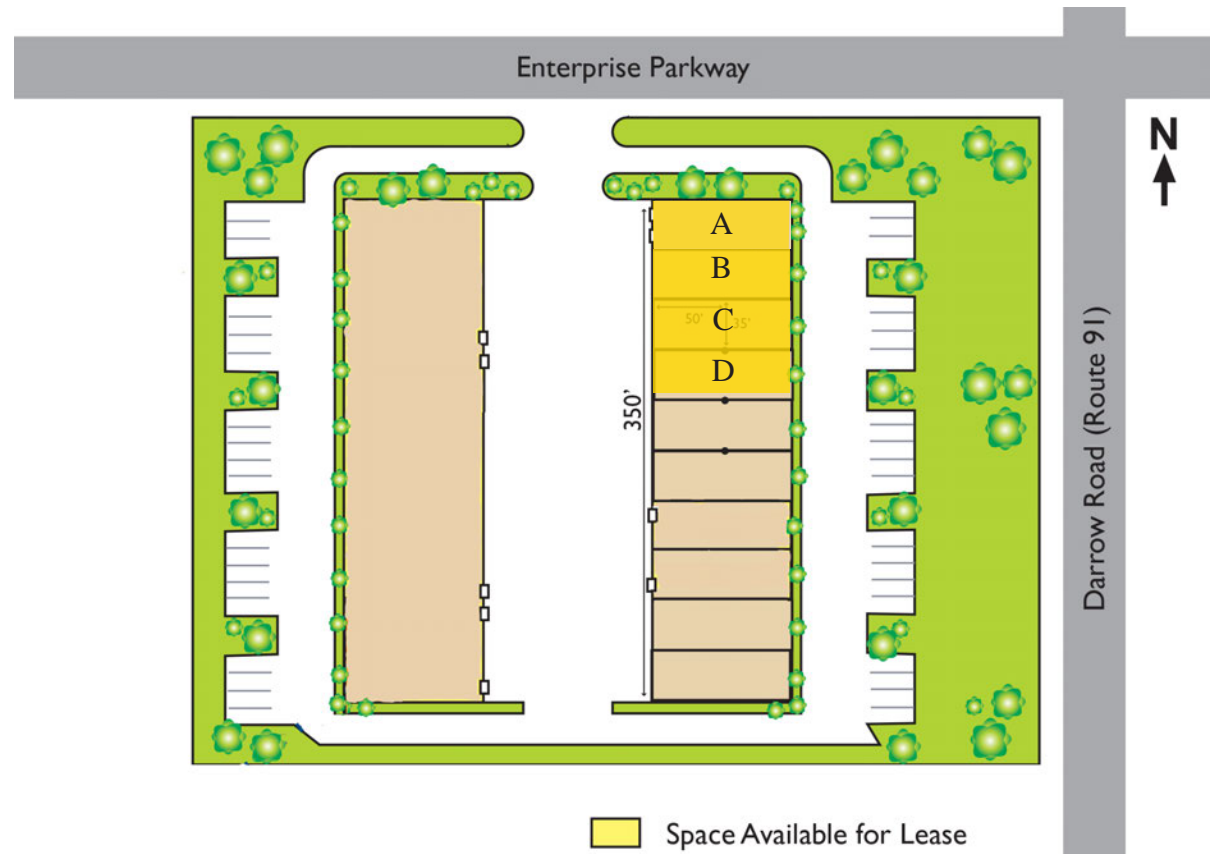 Enterprise Parkway
N
A
B
50'
C
35'
D
350'
Darrow Road (Route 91)
Space Available for Lease